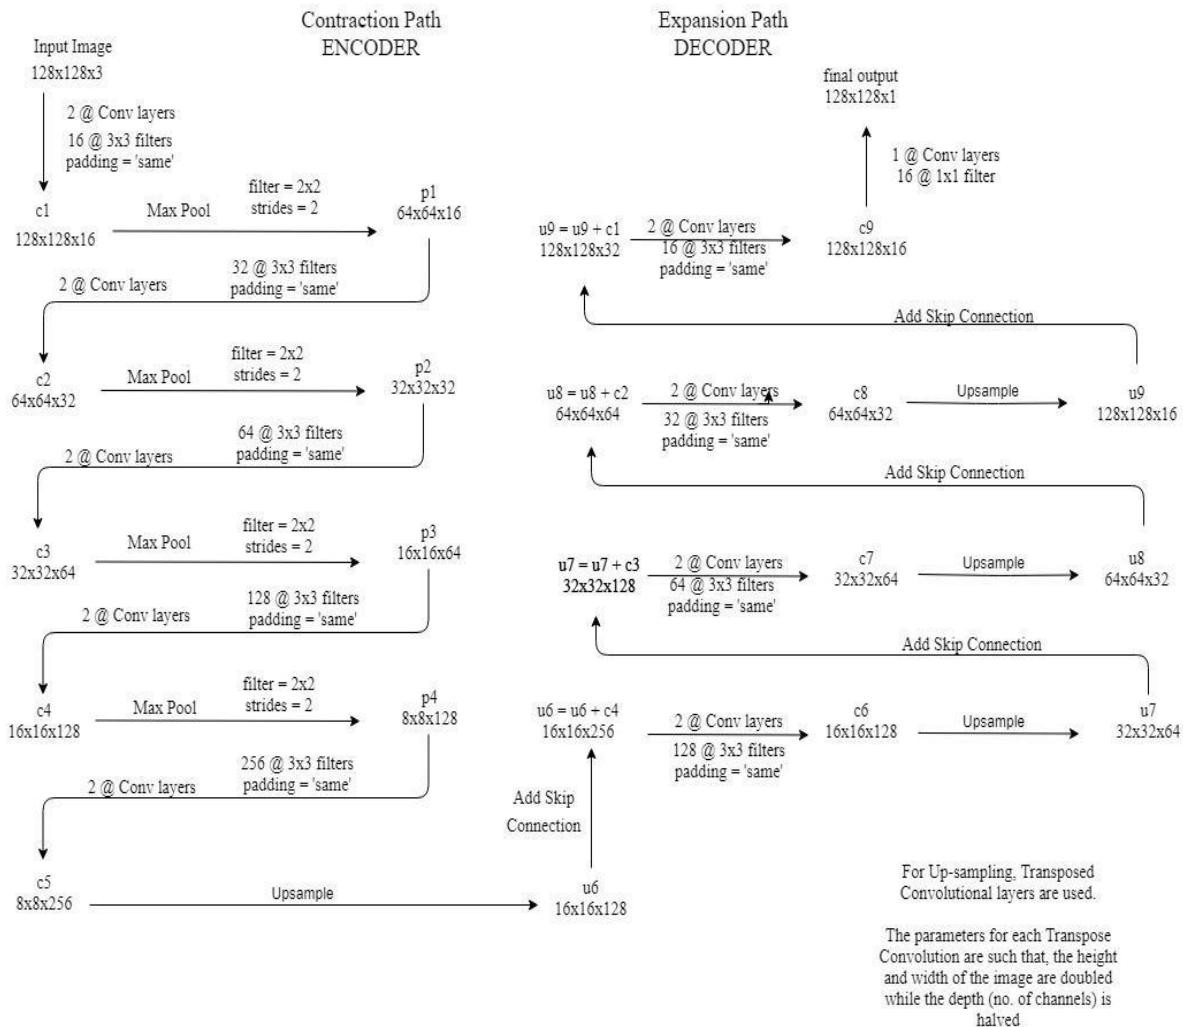 Contraction Path
ENCODER
Input Image
128x128x3
2 @ Conv layers
16 @ 3x3 filters
padding = 'same'
c1
128x128x16
Max Pool
filter = 2x2
strides = 2
p1
64x64x16
2 @ Conv layers
32 @ 3x3 filters
padding = 'same'
c2
64x64x32
Max Pool
filter = 2x2
strides = 2
p2
32x32x32
2 @ Conv layers
64 @ 3x3 filters
padding = 'same'
c3
32x32x64
Max Pool
filter = 2x2
strides = 2
p3
16x16x64
2 @ Conv layers
128 @ 3x3 filters
padding = 'same'
c4
16x16x128
Max Pool
filter = 2x2
strides = 2
p4
8x8x128
2 @ Conv layers
256 @ 3x3 filters
padding = 'same'
c5
8x8x256
Upsample
u6
16x16x128
Add Skip
Connection
Expansion Path
DECODER
final output
128x128x1
1 @ Conv layers
16 @ 1x1 filter
u9 = u9 + c1
128x128x32
2 @ Conv layers
16 @ 3x3 filters
padding = 'same'
c9
128x128x16
Add Skip Connection
u8 = u8 + c2
64x64x64
2 @ Conv layers
32 @ 3x3 filters
padding = 'same'
c8
64x64x32
Upsample
u9
128x128x16
Add Skip Connection
u7 = u7 + c3
32x32x128
2 @ Conv layers
64 @ 3x3 filters
padding = 'same'
c7
32x32x64
Upsample
u8
64x64x32
Add Skip Connection
u6 = u6 + c4
16x16x256
2 @ Conv layers
128 @ 3x3 filters
padding = 'same'
c6
16x16x128
Upsample
u7
32x32x64
For Up-sampling, Transposed
Convolutional layers are used.
The parameters for each Transpose
Convolution are such that, the height
and width of the image are doubled
while the depth (no. of channels) is
halved